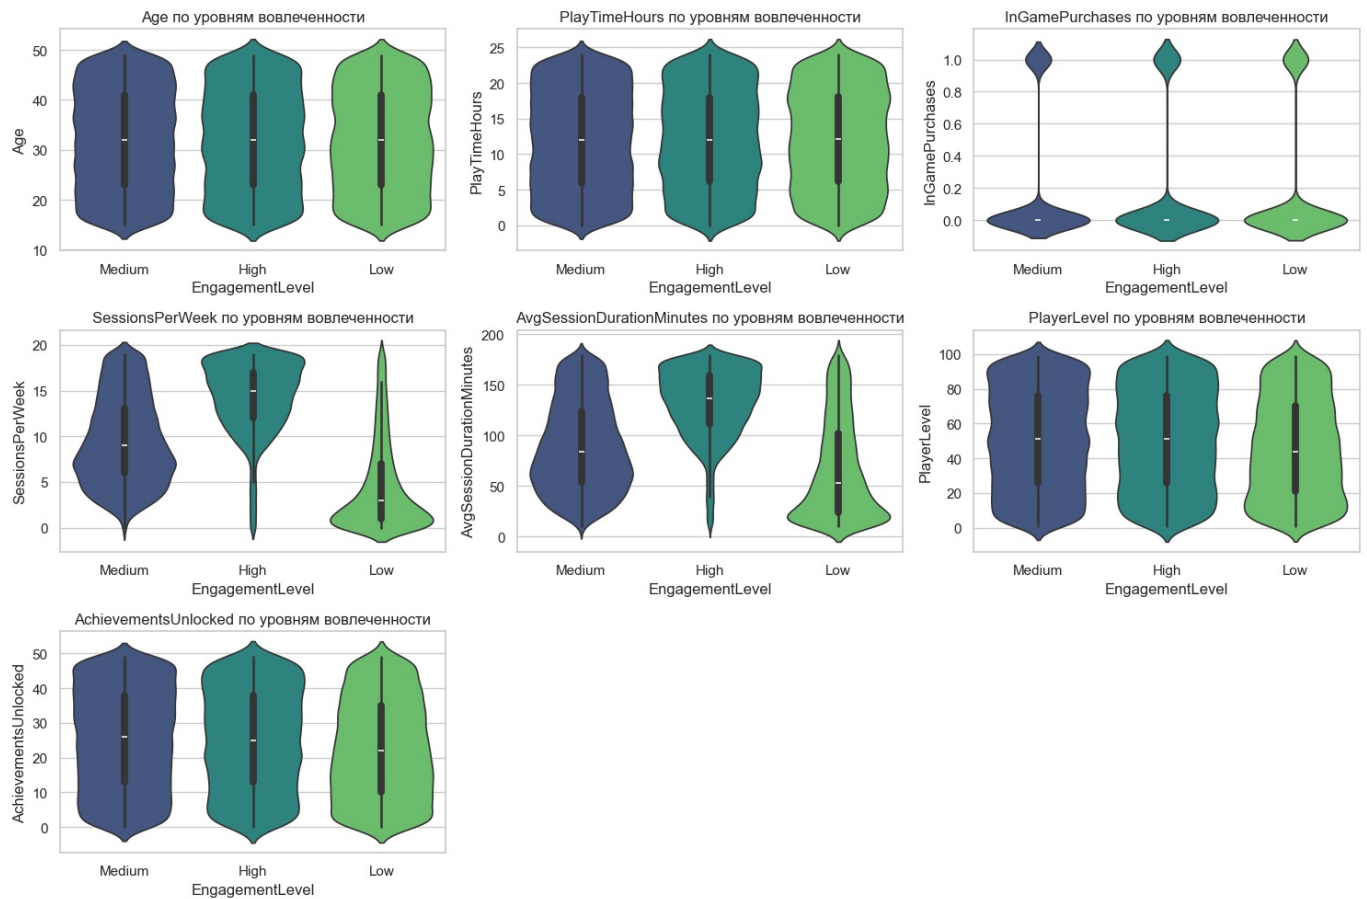 Age по уровням вовлеченности
50
40
30
20
10
Age
Medium High Low
EngagementLevel
PlayTimeHours по уровням вовлеченности
25
20
15
10
5
0
PlayTimeHours
Medium High Low
EngagementLevel
InGamePurchases по уровням вовлеченности
1.0
0.8
0.6
0.4
0.2
0.0
InGamePurchases
Medium High Low
EngagementLevel
SessionsPerWeek по уровням вовлеченности
20
15
10
5
0
SessionsPerWeek
Medium High Low
EngagementLevel
AvgSessionDurationMinutes по уровням вовлеченности
200
150
100
50
0
AvgSessionDurationMinutes
Medium High Low
EngagementLevel
PlayerLevel по уровням вовлеченности
100
80
60
40
20
0
PlayerLevel
Medium High Low
EngagementLevel
AchievementsUnlocked по уровням вовлеченности
50
40
30
20
10
0
AchievementsUnlocked
Medium High Low
EngagementLevel